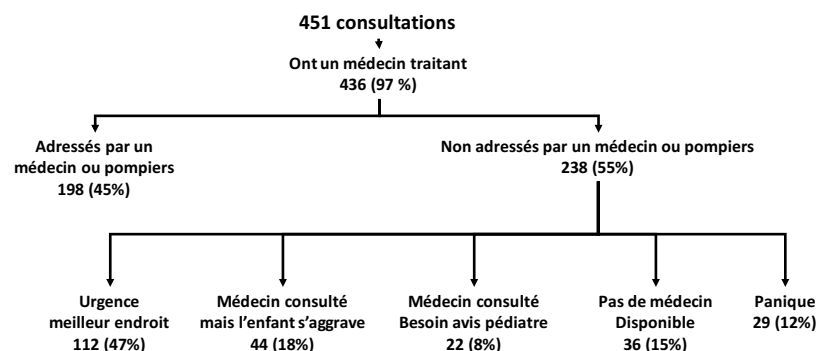 451 consultations
Ont un médecin traitant
436 (97 %)
Adressés par un
médecin ou pompiers
198 (45%)
Non adressés par un médecin ou pompiers
238 (55%)
Urgence
meilleur endroit
112 (47%)
Médecin consulté
mais l'enfant s'aggrave
44 (18%)
Médecin consulté
Besoin avis pédiatre
22 (8%)
Pas de médecin
Disponible
36 (15%)
Panique
29 (12%)